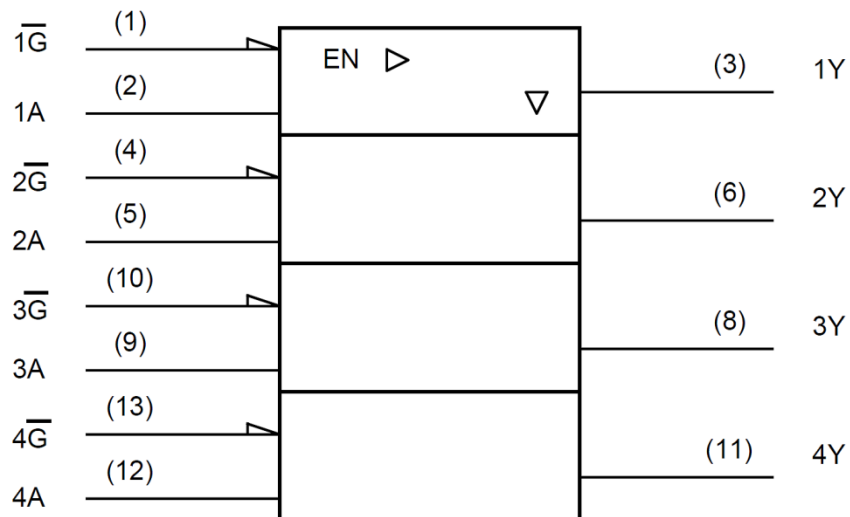 1G̅ (1) EN (3) 1Y
1A (2)
2G̅ (4) (6) 2Y
2A (5)
3G̅ (10) (8) 3Y
3A (9)
4G̅ (13) (11) 4Y
4A (12)